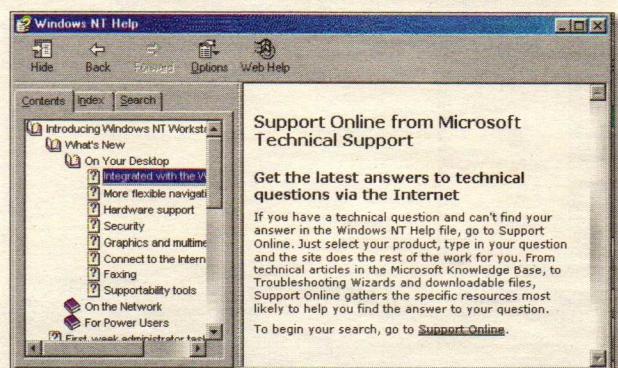 Windows NT Help
Hide Back Forward Options Web Help
Contents Index Search
Introducing Windows NT Worksta
What's New
On Your Desktop
Integrated with the W
More flexible navigati
Hardware support
Security
Graphics and multime
Connect to the Intern
Faxing
Supportability tools
On the Network
For Power Users
First-week administrator tas
Support Online from Microsoft
Technical Support
Get the latest answers to technical
questions via the Internet
If you have a technical question and can't find your
answer in the Windows NT Help file, go to Support
Online. Just select your product, type in your question
and the site does the rest of the work for you. From
technical articles in the Microsoft Knowledge Base, to
Troubleshooting Wizards and downloadable files,
Support Online gathers the specific resources most
likely to help you find the answer to your question.
To begin your search, go to Support Online.